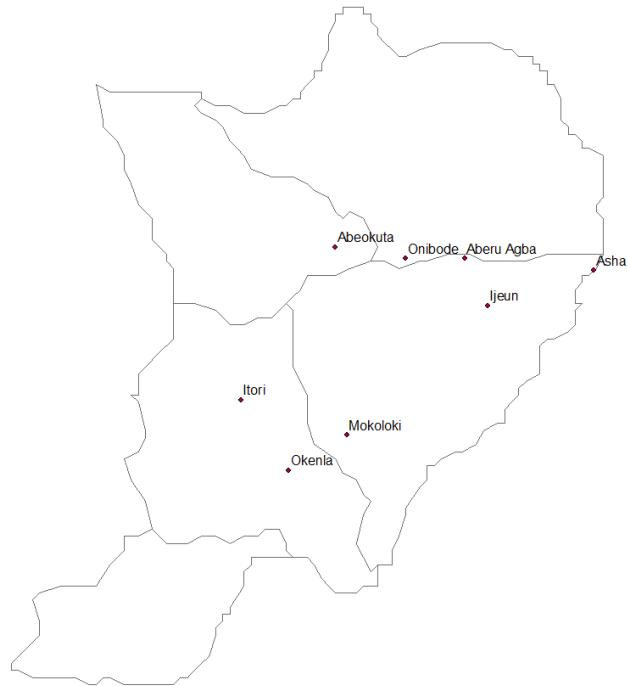 Abeokuta
Onibode
Aberu Agba
Asha
Ijeun
Itori
Mokoloki
Okenla